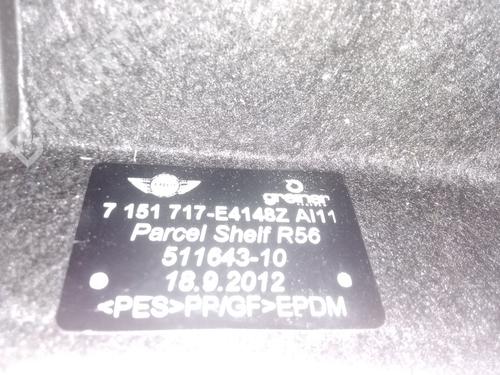 greiner
7 151 717-E4148Z AI11
Parcel Shelf R56
511643-10
18.9.2012
<PES>PP/GF>EPDM